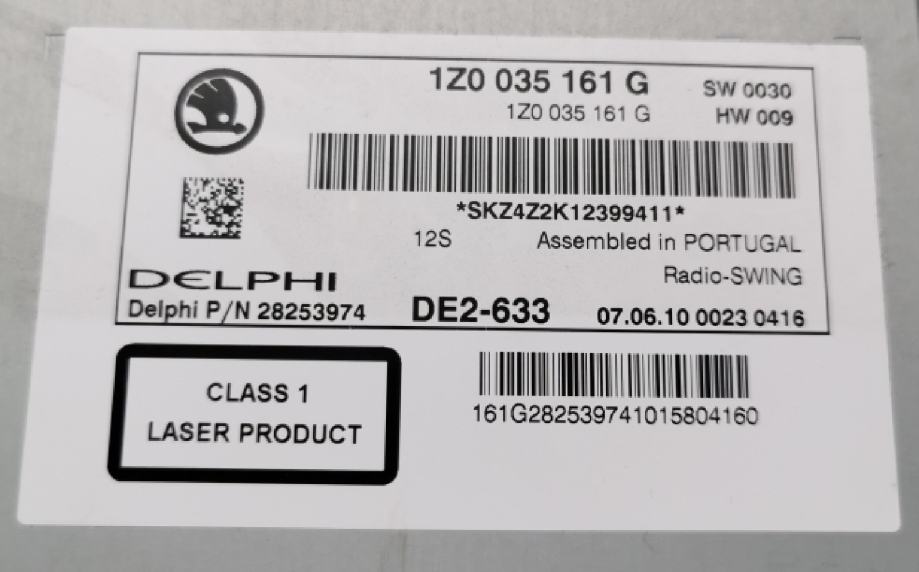 1Z0 035 161 G SW 0030
1Z0 035 161 G HW 009
*SKZ4Z2K12399411*
12S Assembled in PORTUGAL
Radio-SWING
DELPHI
Delphi P/N 28253974 DE2-633 07.06.10 0023 0416
CLASS 1
LASER PRODUCT
161G282539741015804160